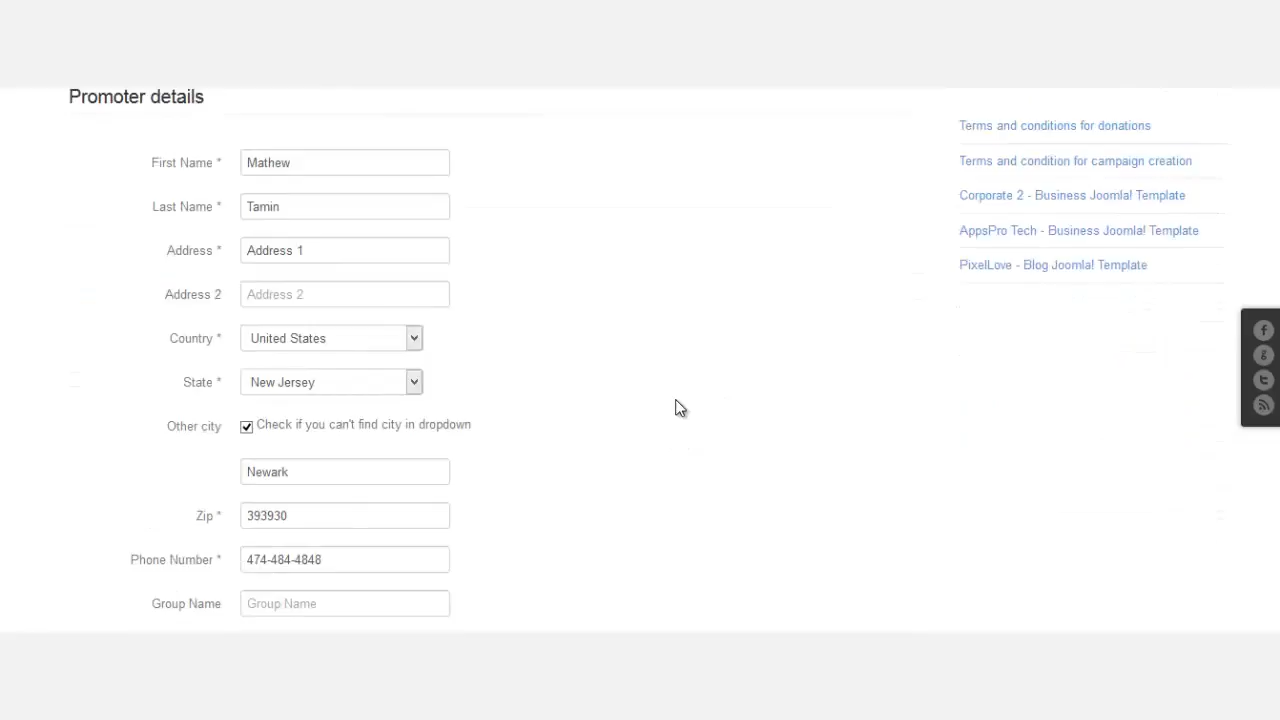 Promoter details
First Name * Mathew
Last Name * Tamin
Address * Address 1
Address 2 Address 2
Country * United States
State * New Jersey
Other city Check if you can't find city in dropdown
Newark
Zip * 393930
Phone Number * 474-484-4848
Group Name Group Name
Terms and conditions for donations
Terms and condition for campaign creation
Corporate 2 - Business Joomla! Template
AppsPro Tech - Business Joomla! Template
PixelLove - Blog Joomla! Template